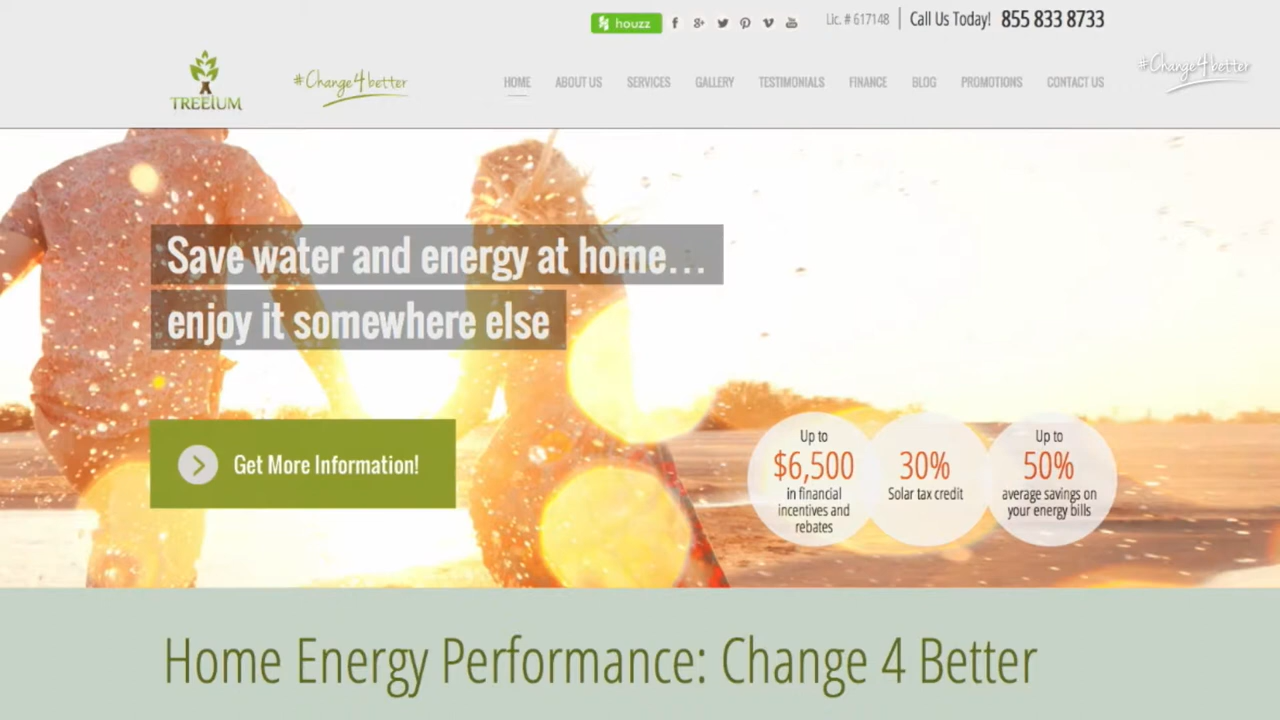 houzz
Lic. # 617148
Call Us Today! 855 833 8733
TREEIUM
#Change4better
HOME
ABOUT US
SERVICES
GALLERY
TESTIMONIALS
FINANCE
BLOG
PROMOTIONS
CONTACT US
#Change4better
Save water and energy at home...
enjoy it somewhere else
Get More Information!
Up to
$6,500
in financial
incentives and
rebates
30%
Solar tax credit
Up to
50%
average savings on
your energy bills
Home Energy Performance: Change 4 Better